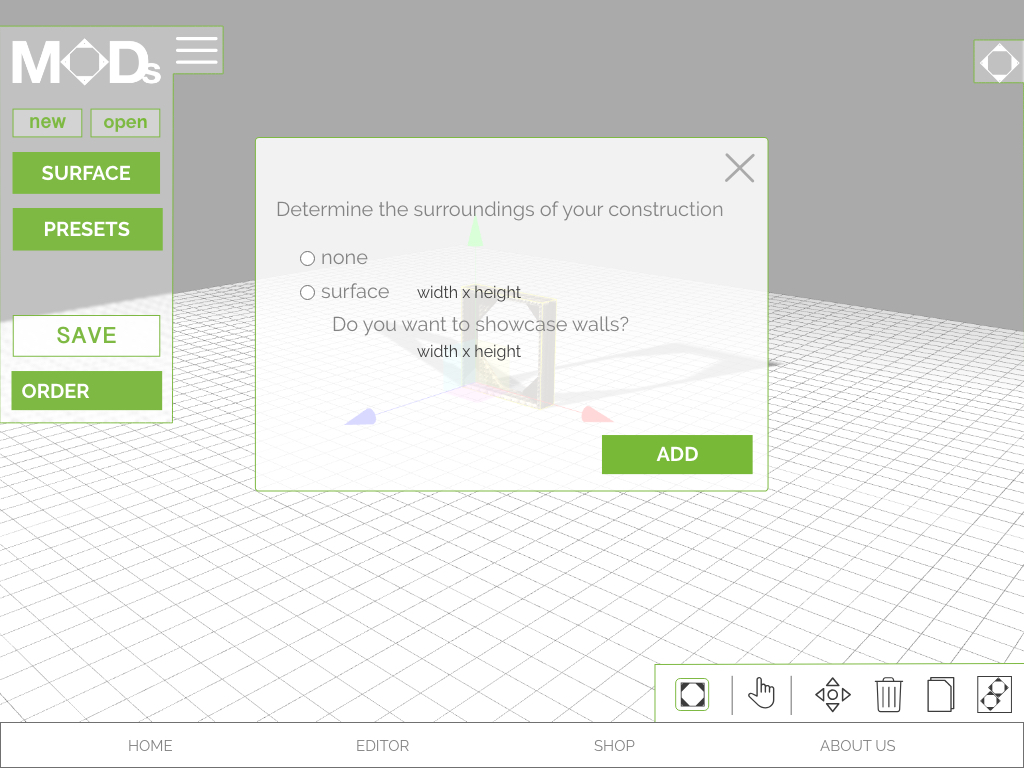 MODs
new open
SURFACE
PRESETS
SAVE
ORDER
Determine the surroundings of your construction
none
surface width x height
Do you want to showcase walls?
width x height
ADD
HOME EDITOR SHOP ABOUT US